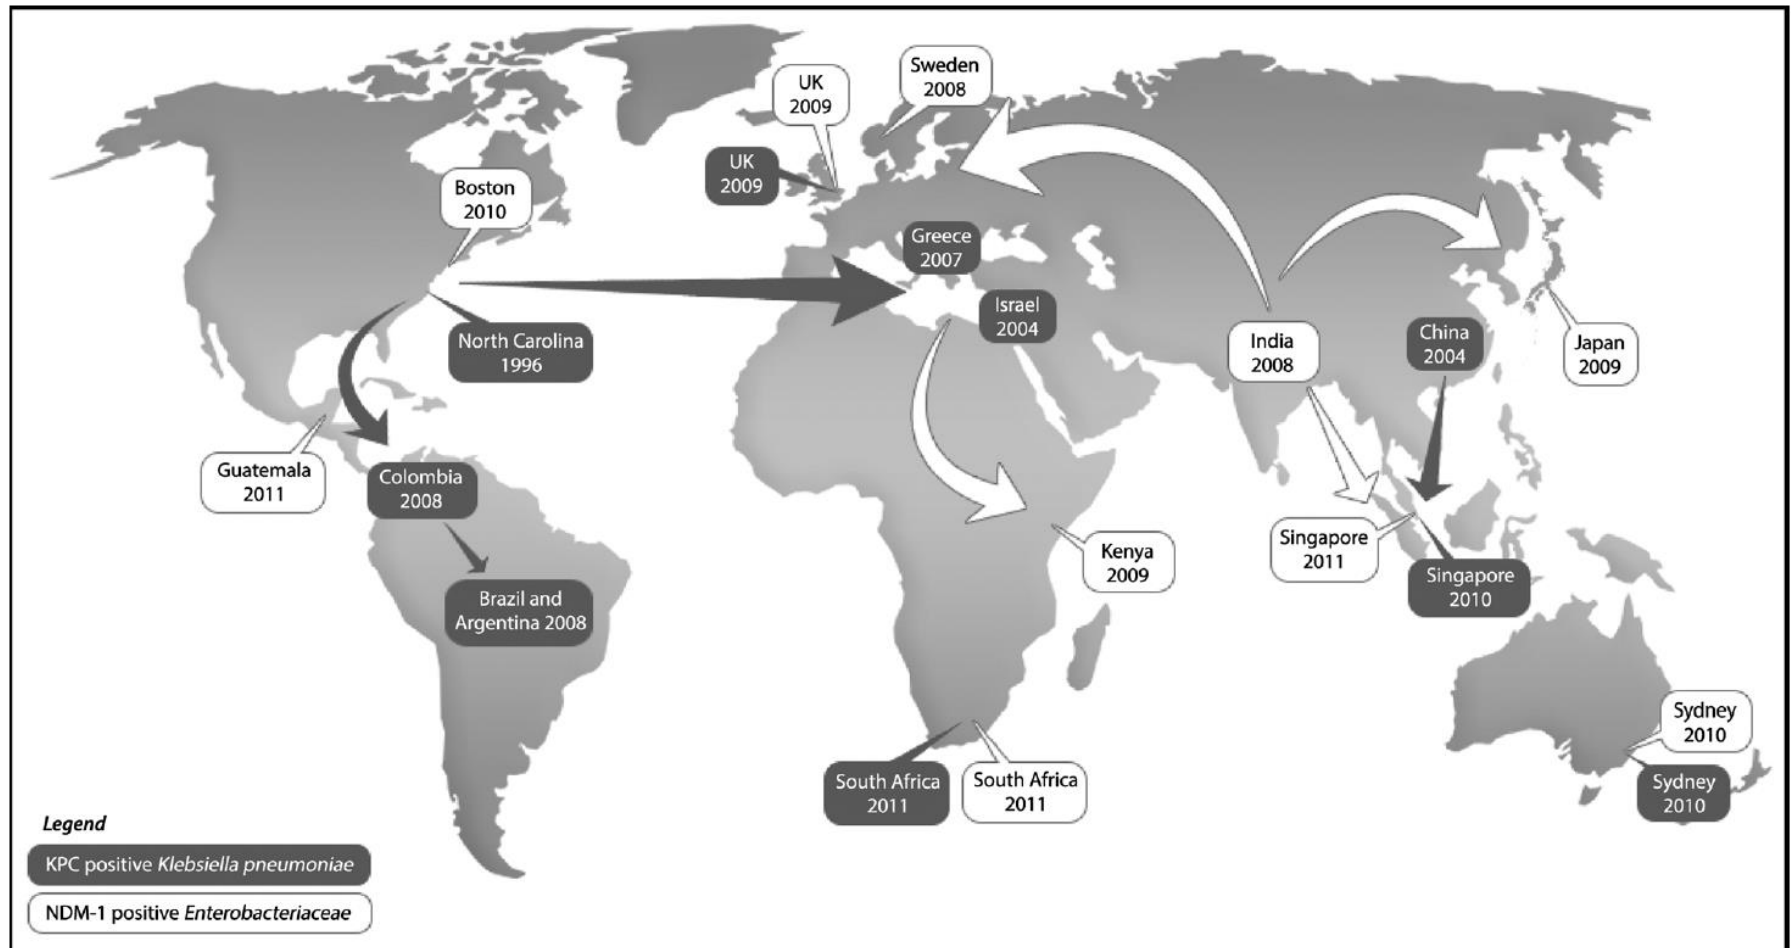 Sweden
2008
UK
2009
UK
2009
Boston
2010
Greece
2007
Israel
2004
North Carolina
1996
India
2008
China
2004
Japan
2009
Guatemala
2011
Colombia
2008
Kenya
2009
Singapore
2011
Singapore
2010
Brazil and
Argentina 2008
Sydney
2010
Sydney
2010
South Africa
2011
South Africa
2011
Legend
KPC positive Klebsiella pneumoniae
NDM-1 positive Enterobacteriaceae